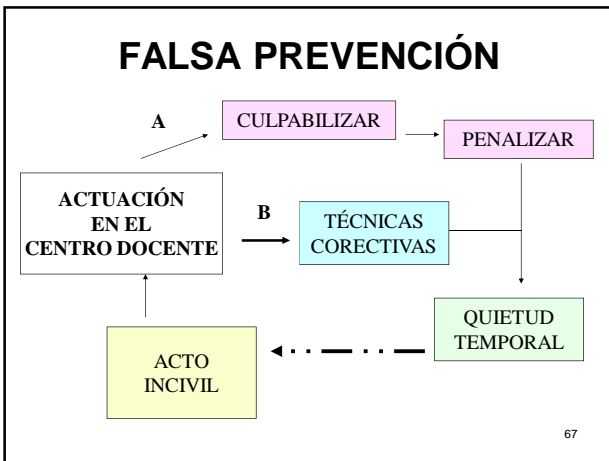 FALSA PREVENCIÓN
A
CULPABILIZAR
PENALIZAR
ACTUACIÓN
EN EL
CENTRO DOCENTE
B
TÉCNICAS
CORECTIVAS
QUIETUD
TEMPORAL
ACTO
INCIVIL
67